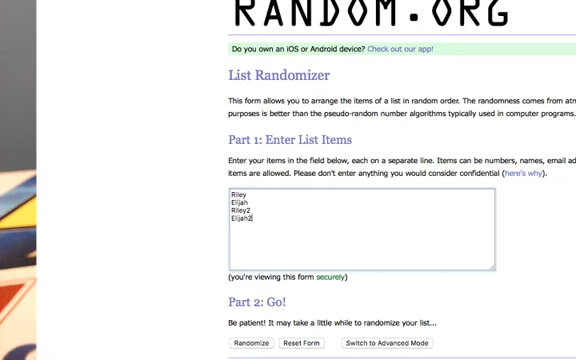 RANDOM.ORG
Do you own an iOS or Android device? Check out our app!
List Randomizer
This form allows you to arrange the items of a list in random order. The randomness comes from atm
purposes is better than the pseudo-random number algorithms typically used in computer programs.
Part 1: Enter List Items
Enter your items in the field below, each on a separate line. Items can be numbers, names, email ad
items are allowed. Please don't enter anything you would consider confidential (here's why).
Riley
Elijah
Riley2
Elijah2
(you're viewing this form securely)
Part 2: Go!
Be patient! It may take a little while to randomize your list...
Randomize Reset Form Switch to Advanced Mode